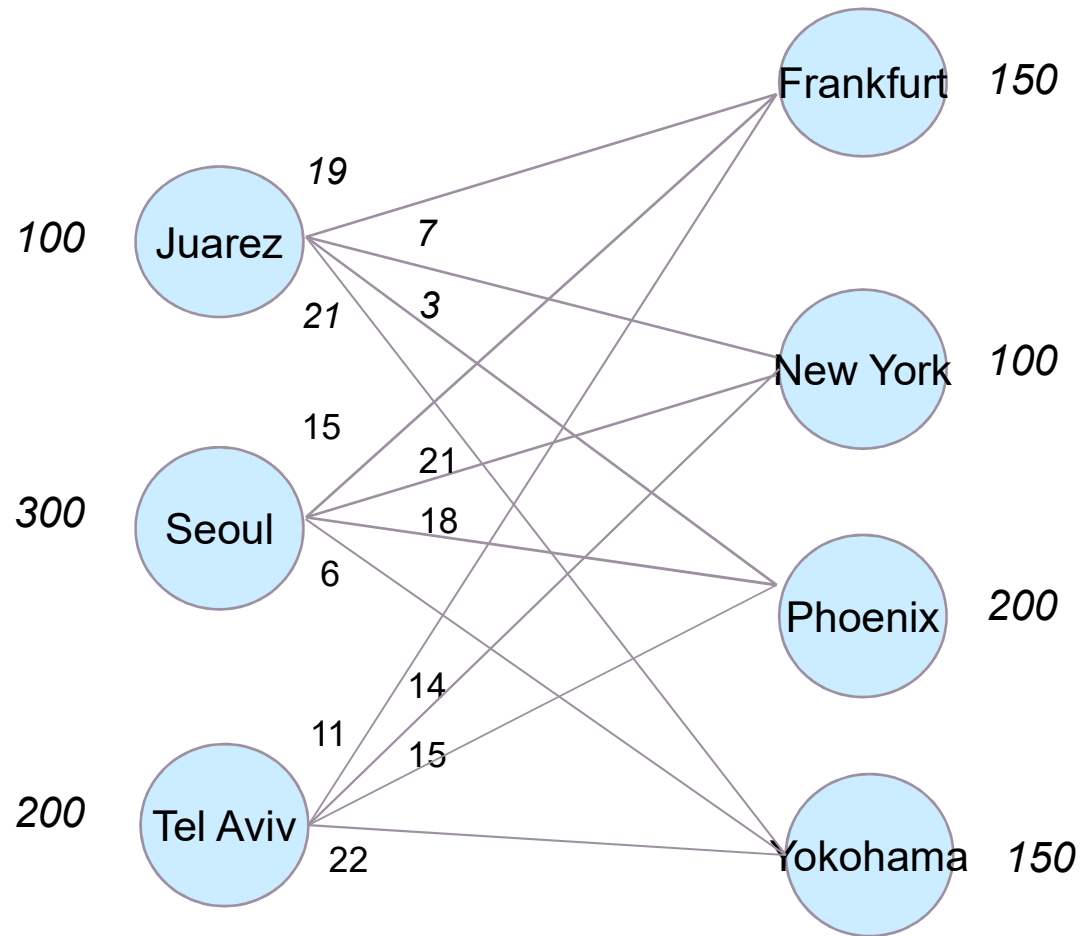 Frankfurt 150
19
7
100 Juarez
21 3
New York 100
15
21
300 Seoul
18
6
Phoenix 200
14
11
15
200 Tel Aviv
22
Yokohama 150